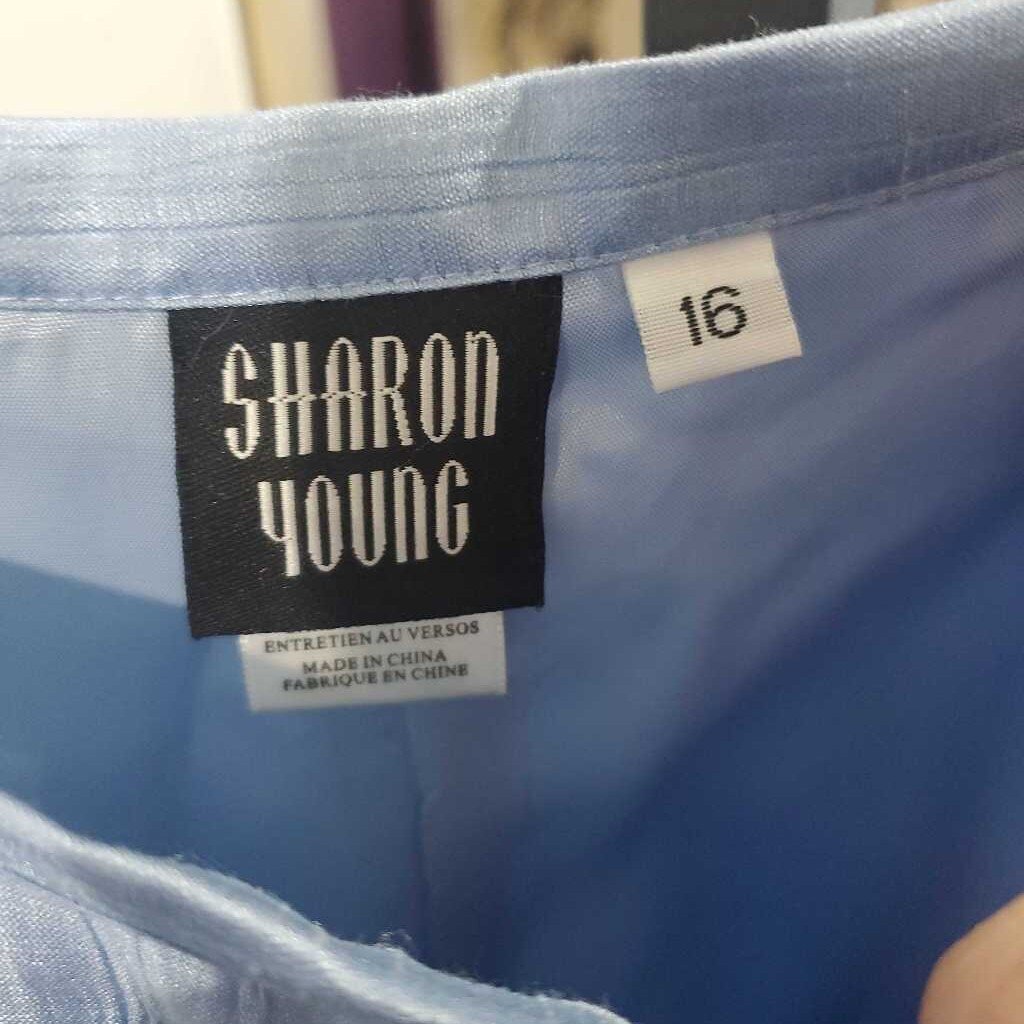 SHARON
YOUNG
16
ENTRETIEN AU VERSOS
MADE IN CHINA
FABRIQUE EN CHINE